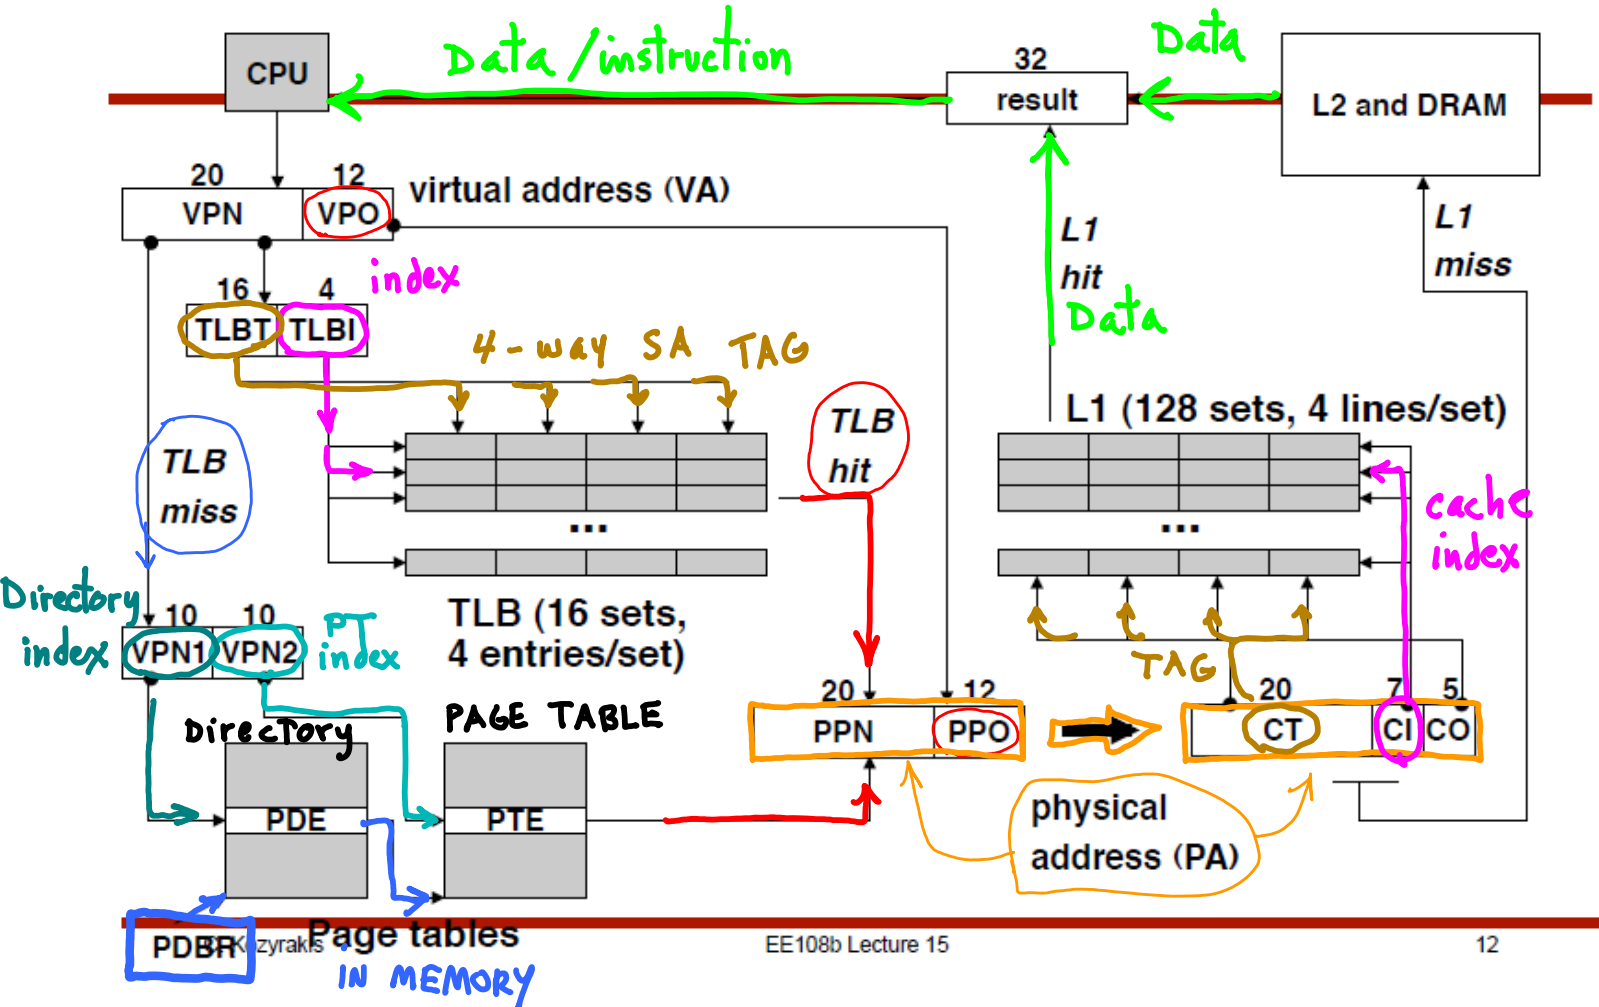 Data/instruction
Data
CPU
32
result
L2 and DRAM
20
12
virtual address (VA)
VPN
VPO
L1
hit
L1
miss
index
16
4
TLBT
TLBI
Data
4-way SA TAG
L1 (128 sets, 4 lines/set)
TLB
hit
TLB
miss
...
...
cache
index
Directory
index
10
10
PT
index
VPN1
VPN2
TLB (16 sets,
4 entries/set)
TAG
20
12
20
7
5
PPN
PPO
CT
CI
CO
Directory
PAGE TABLE
PDE
PTE
physical
address (PA)
PDBR
Kozyrakis
Page tables
IN MEMORY
EE108b Lecture 15
12